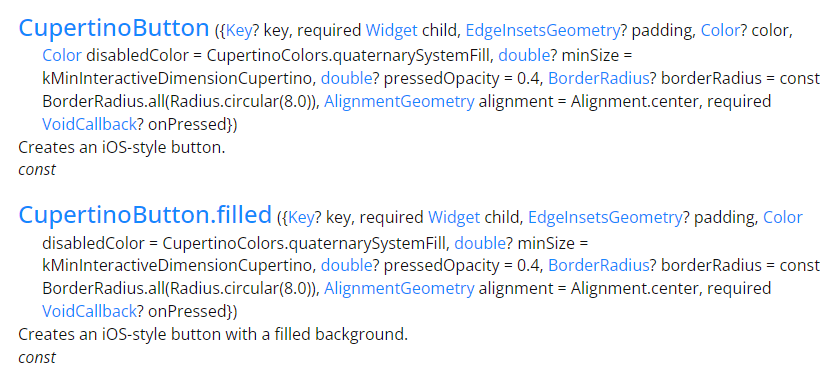 CupertinoButton ({Key? key, required Widget child, EdgeInsetsGeometry? padding, Color? color,
Color disabledColor = CupertinoColors.quaternarySystemFill, double? minSize =
kMinInteractiveDimensionCupertino, double? pressedOpacity = 0.4, BorderRadius? borderRadius = const
BorderRadius.all(Radius.circular(8.0)), AlignmentGeometry alignment = Alignment.center, required
VoidCallback? onPressed})
Creates an iOS-style button.
const
CupertinoButton.filled ({Key? key, required Widget child, EdgeInsetsGeometry? padding, Color
disabledColor = CupertinoColors.quaternarySystemFill, double? minSize =
kMinInteractiveDimensionCupertino, double? pressedOpacity = 0.4, BorderRadius? borderRadius = const
BorderRadius.all(Radius.circular(8.0)), AlignmentGeometry alignment = Alignment.center, required
VoidCallback? onPressed})
Creates an iOS-style button with a filled background.
const